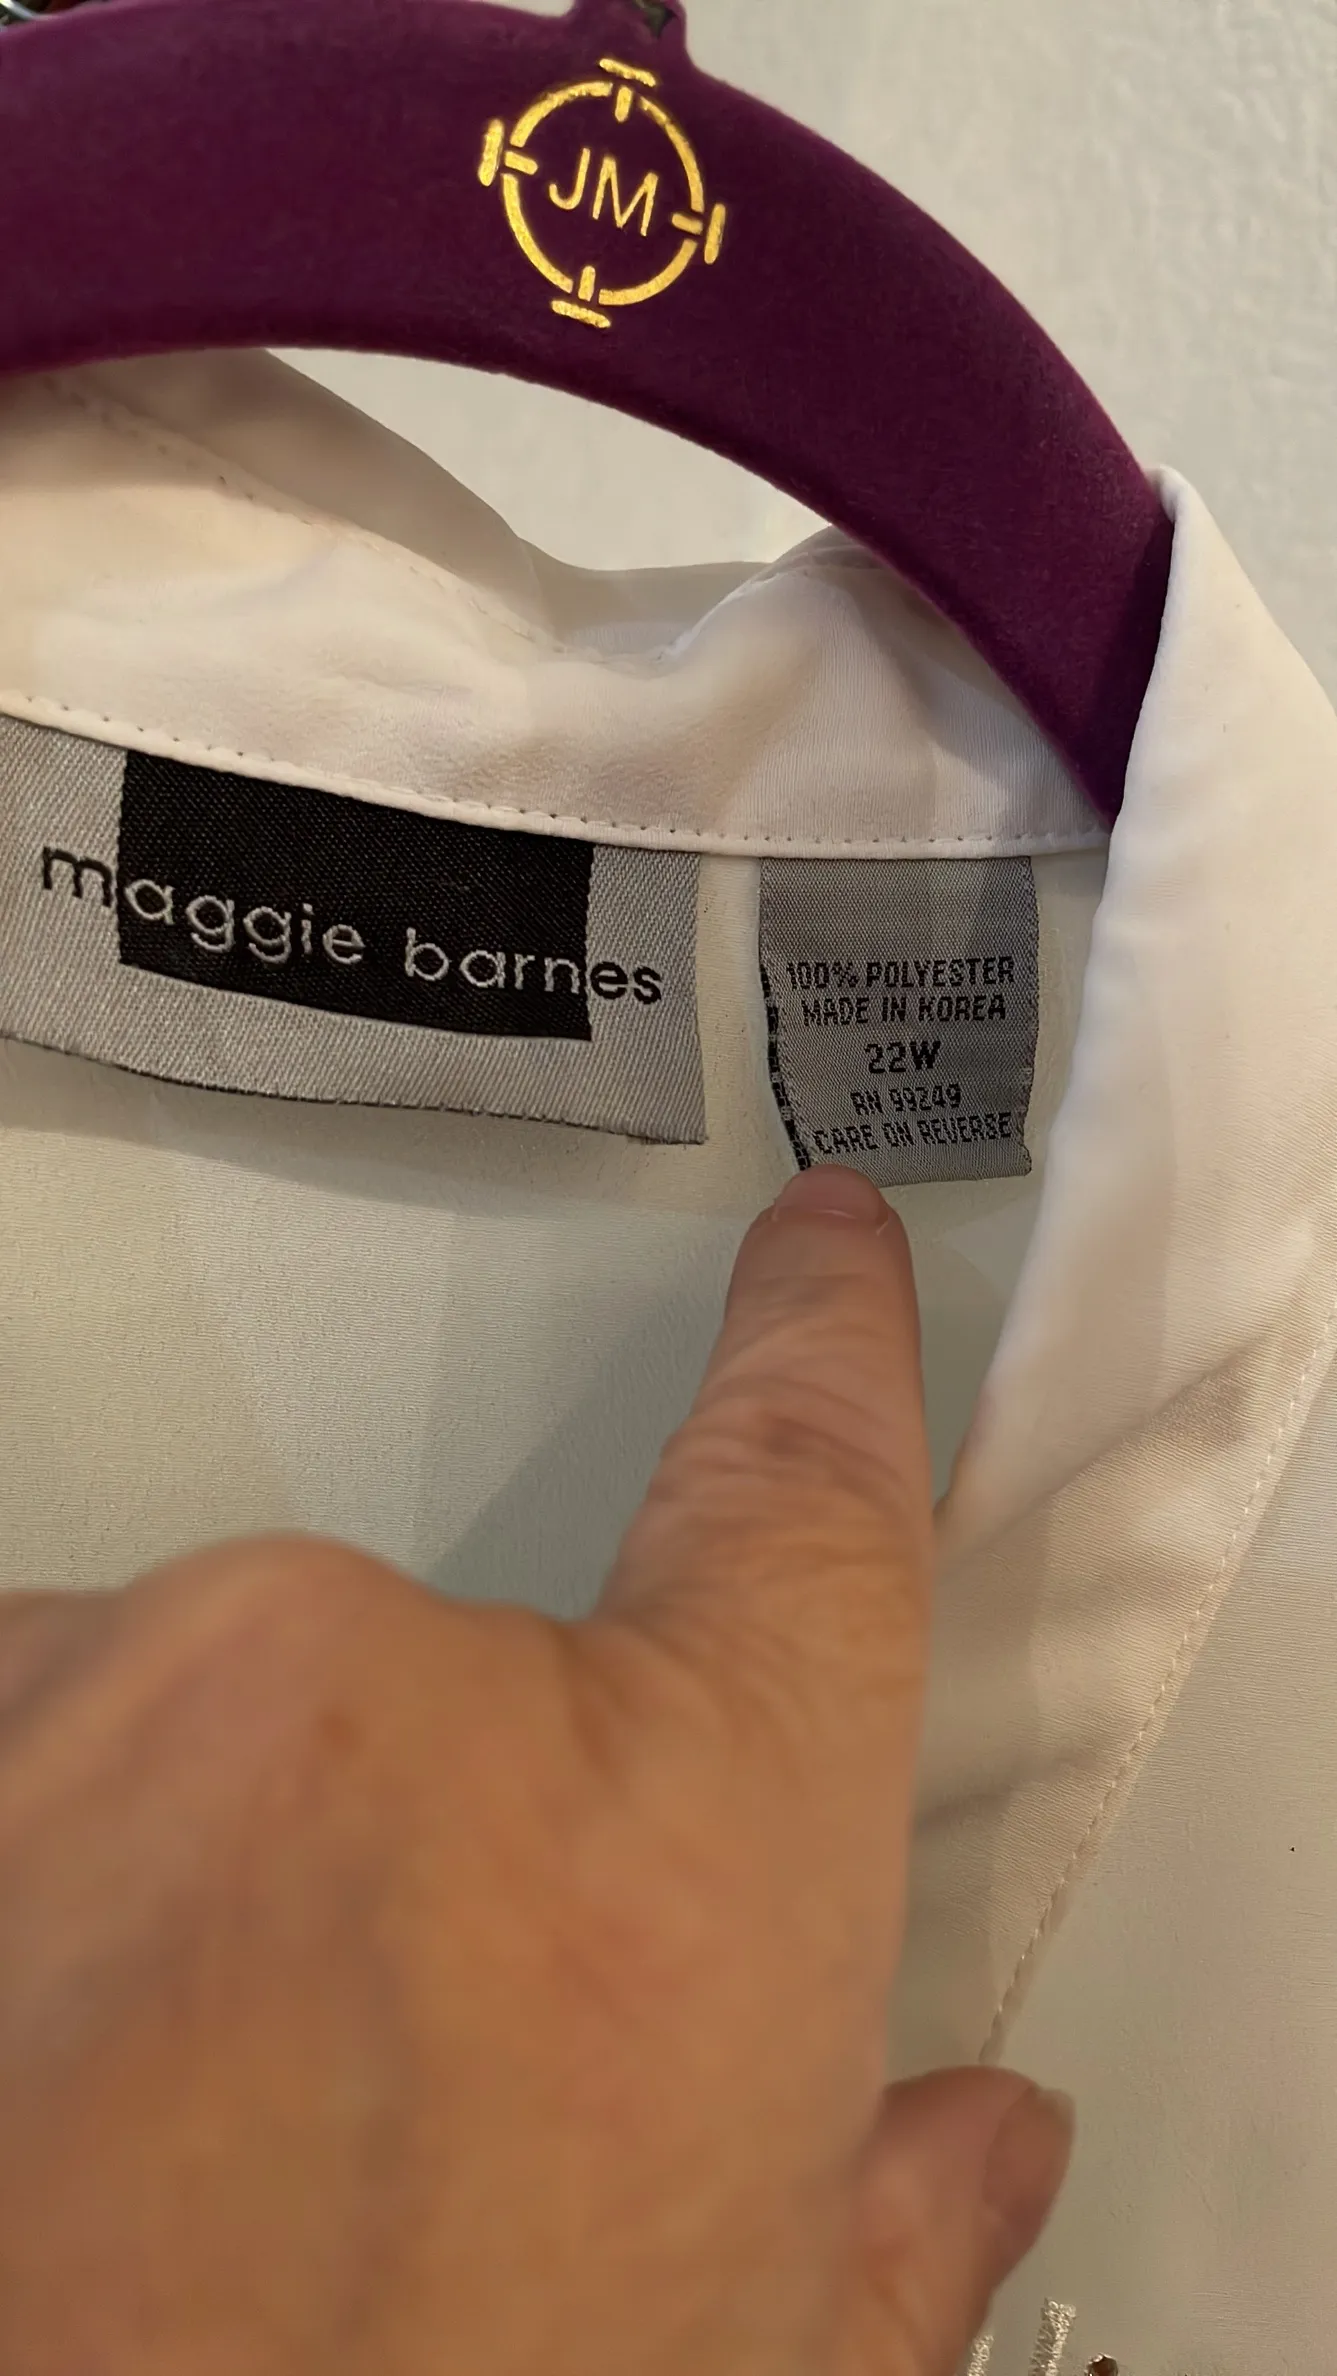 JM
maggie barnes
100% POLYESTER
MADE IN KOREA
22W
RN 99249
CARE ON REVERSE